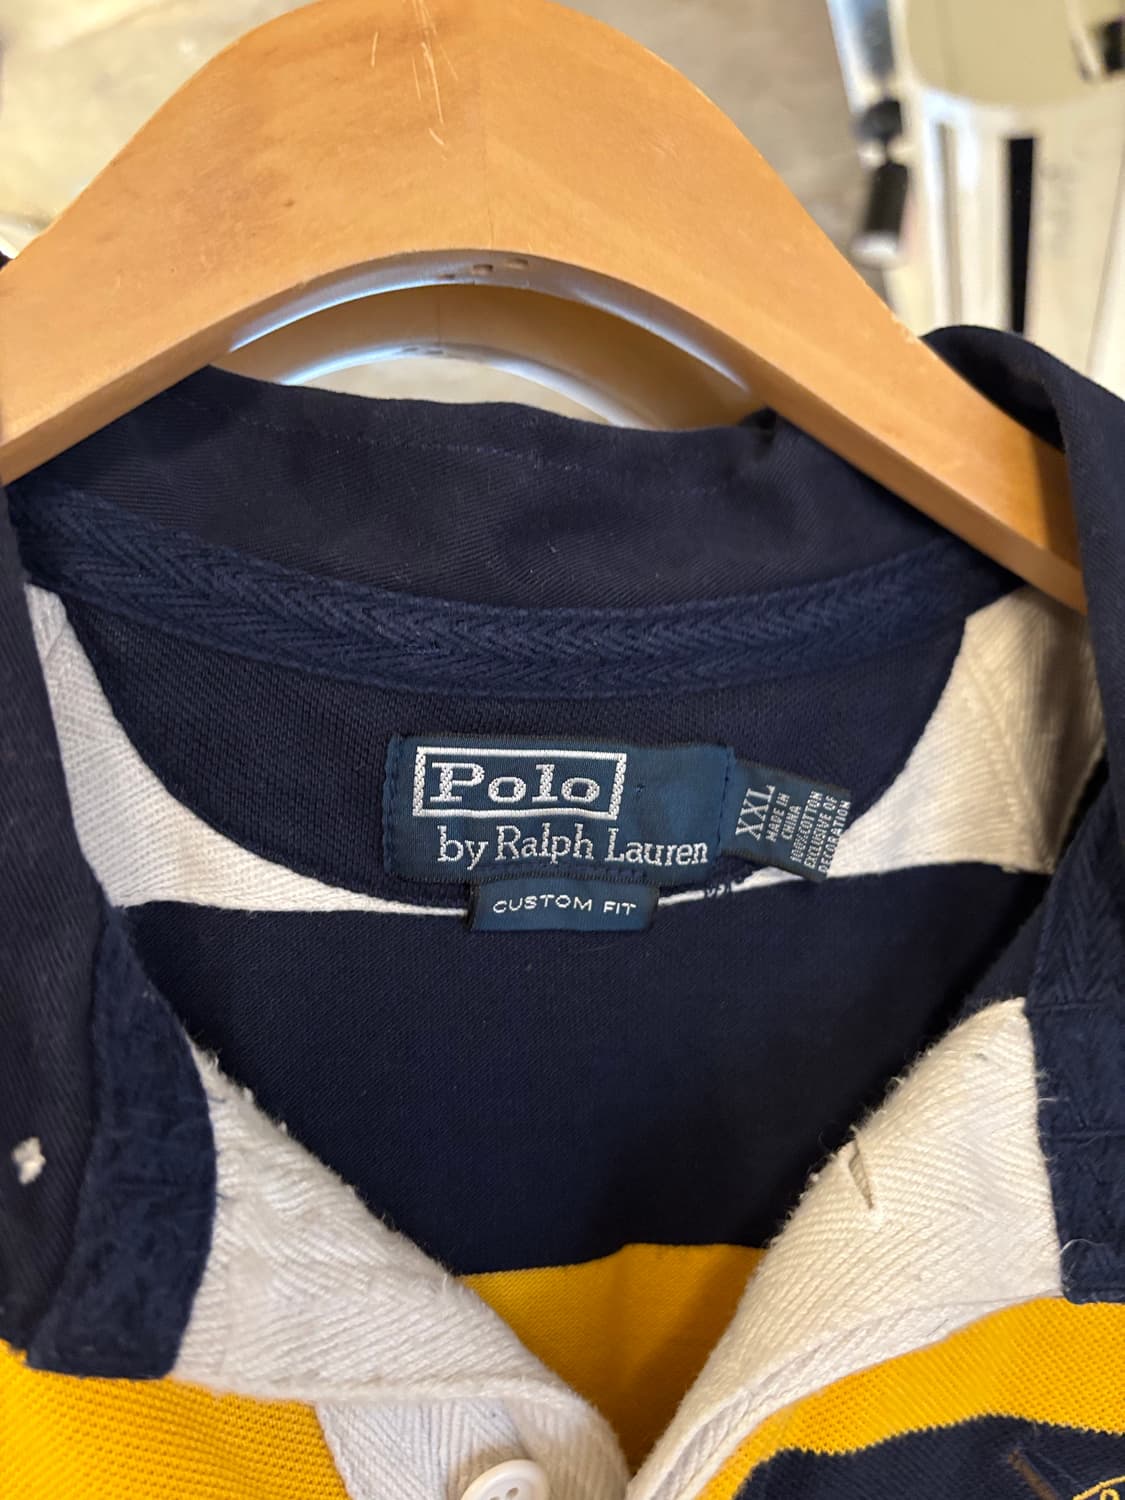 Polo
by Ralph Lauren
CUSTOM FIT
XXL
MADE IN
CHINA
100% COTTON
EXCLUSIVE OF
DECORATION